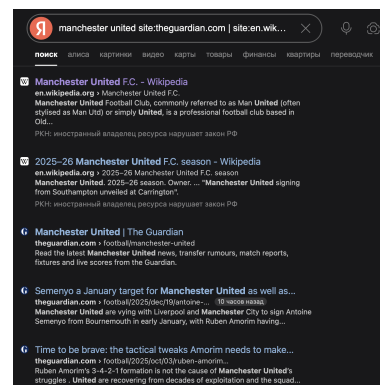 Я manchester united site:theguardian.com | site:en.wik...
ПОИСК АЛИСА КАРТИНКИ ВИДЕО КАРТЫ ТОВАРЫ ФИНАНСЫ КВАРТИРЫ ПЕРЕВОДЧИК
W Manchester United F.C. - Wikipedia
en.wikipedia.org › Manchester United F.C.
Manchester United Football Club, commonly referred to as Man United (often
stylised as Man Utd) or simply United, is a professional football club based in
Old...
РКН: иностранный владелец ресурса нарушает закон РФ
W 2025–26 Manchester United F.C. season - Wikipedia
en.wikipedia.org › 2025–26 Manchester United F.C. season
Manchester United. 2025–26 season. Owner. ... "Manchester United signing
from Southampton unveiled at Carrington".
РКН: иностранный владелец ресурса нарушает закон РФ
G Manchester United | The Guardian
theguardian.com › football/manchester-united
Read the latest Manchester United news, transfer rumours, match reports,
fixtures and live scores from the Guardian.
G Semenyo a January target for Manchester United as well as...
theguardian.com › football/2025/dec/19/antoine-... 10 часов назад
Manchester United are vying with Liverpool and Manchester City to sign Antoine
Semenyo from Bournemouth in early January, with Ruben Amorim having...
G Time to be brave: the tactical tweaks Amorim needs to make...
theguardian.com › football/2025/oct/03/ruben-amorim...
Ruben Amorim's 3-4-2-1 formation is not the cause of Manchester United's
struggles . United are recovering from decades of exploitation and the squad...